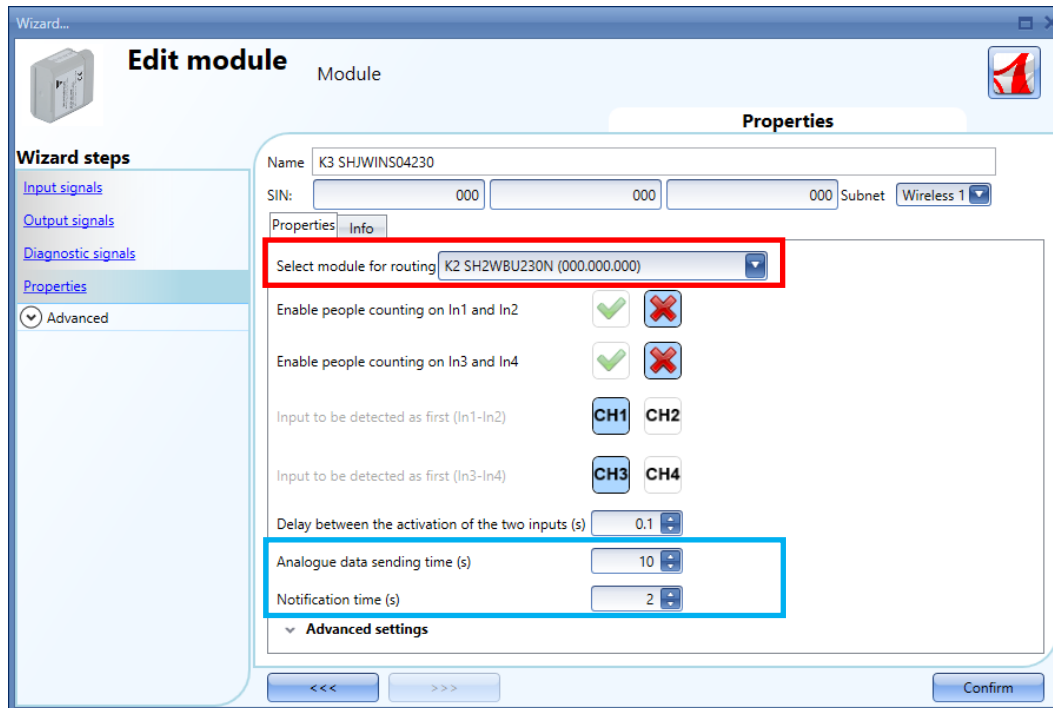 Wizard...
Edit module
Module
Properties
Wizard steps
Input signals
Output signals
Diagnostic signals
Properties
Advanced
Name K3 SHJWINS04230
SIN: 000 000 000 Subnet Wireless 1
Properties Info
Select module for routing K2 SH2WBU230N (000.000.000)
Enable people counting on In1 and In2
Enable people counting on In3 and In4
Input to be detected as first (In1-In2) CH1 CH2
Input to be detected as first (In3-In4) CH3 CH4
Delay between the activation of the two inputs (s) 0.1
Analogue data sending time (s) 10
Notification time (s) 2
Advanced settings
<<< >>> Confirm